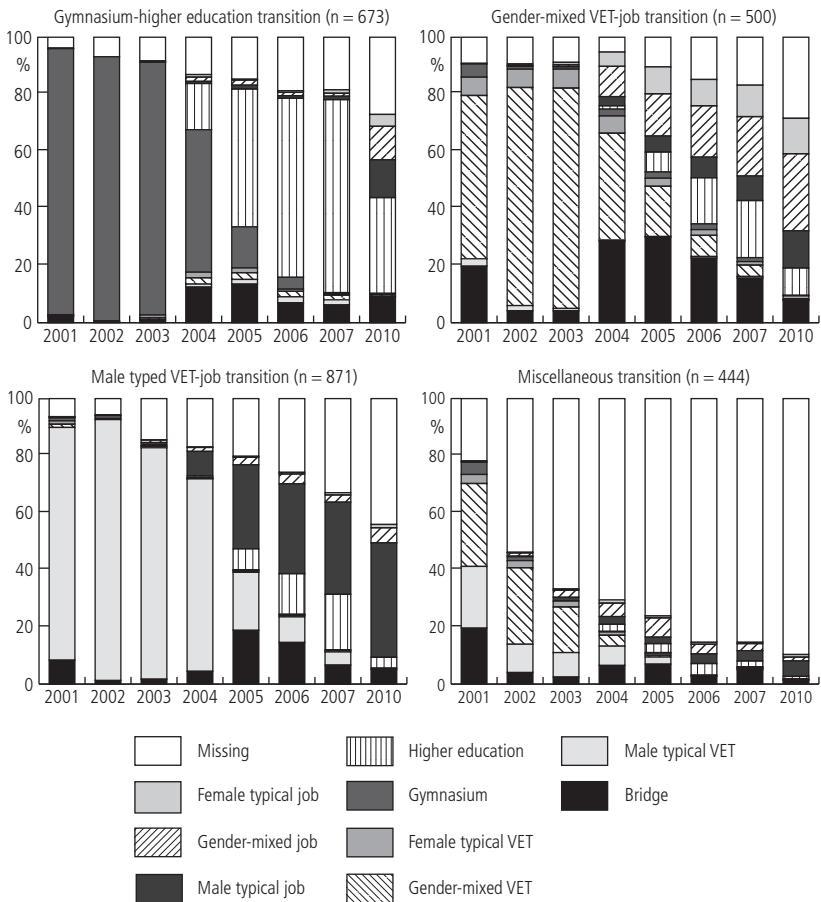 Gymnasium-higher education transition (n = 673)
100
%
80
60
40
20
0
2001 2002 2003 2004 2005 2006 2007 2010
Gender-mixed VET-job transition (n = 500)
100
%
80
60
40
20
0
2001 2002 2003 2004 2005 2006 2007 2010
Male typed VET-job transition (n = 871)
100
%
80
60
40
20
0
2001 2002 2003 2004 2005 2006 2007 2010
Miscellaneous transition (n = 444)
100
%
80
60
40
20
0
2001 2002 2003 2004 2005 2006 2007 2010
Missing
Female typical job
Gender-mixed job
Male typical job
Higher education
Gymnasium
Female typical VET
Gender-mixed VET
Male typical VET
Bridge